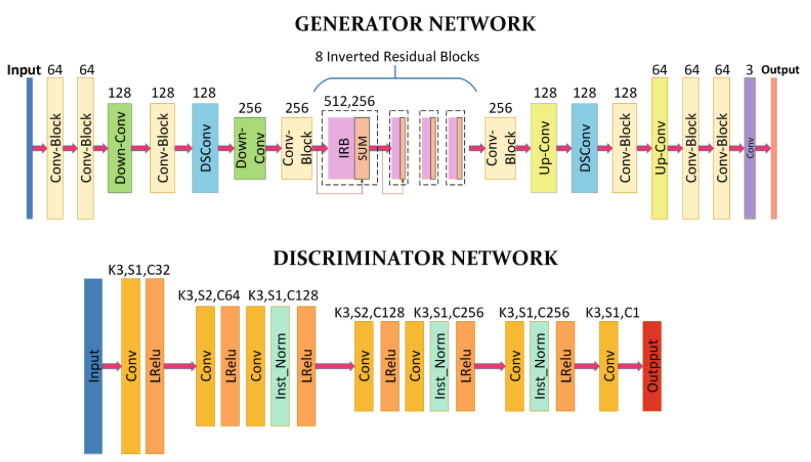 GENERATOR NETWORK
8 Inverted Residual Blocks
Input
64
64
128
128
128
256
256
512,256
256
128
128
128
64
64
64
3
Output
Conv-Block
Conv-Block
Down-Conv
Conv-Block
DSConv
Down-
Conv
Conv-
Block
IRB
SUM
Conv-
Block
Up-Conv
DSConv
Conv-Block
Up-Conv
Conv-Block
Conv-Block
Conv
DISCRIMINATOR NETWORK
K3,S1,C32
K3,S2,C64
K3,S1,C128
K3,S2,C128
K3,S1,C256
K3,S1,C256
K3,S1,C1
Input
Conv
LRelu
Conv
LRelu
Conv
Inst_Norm
LRelu
Conv
LRelu
Conv
Inst_Norm
LRelu
Conv
Inst_Norm
LRelu
Conv
Outpput